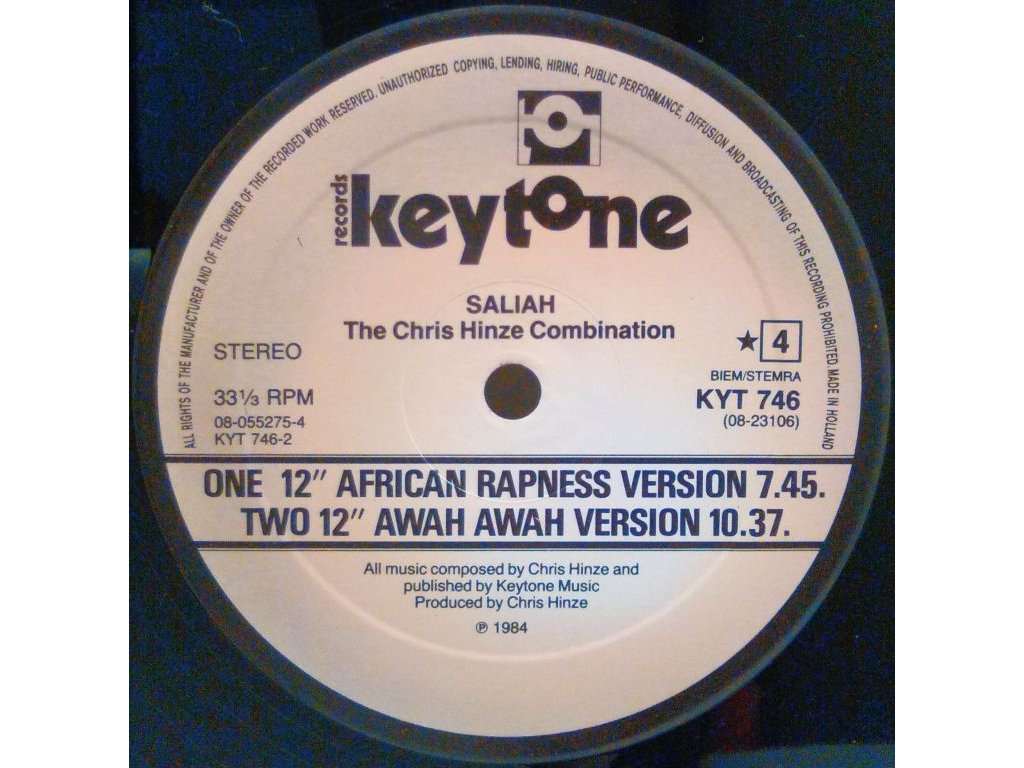 ALL RIGHTS OF THE MANUFACTURER AND OF THE OWNER OF THE RECORDED WORK RESERVED. UNAUTHORIZED COPYING, LENDING, HIRING, PUBLIC PERFORMANCE, DIFFUSION AND BROADCASTING OF THIS RECORDING PROHIBITED. MADE IN HOLLAND
records keytone
SALIAH
The Chris Hinze Combination
STEREO
★ 4
BIEM/STEMRA
33⅓ RPM
KYT 746
08-055275-4
(08-23106)
KYT 746-2
ONE 12″ AFRICAN RAPNESS VERSION 7.45.
TWO 12″ AWAH AWAH VERSION 10.37.
All music composed by Chris Hinze and
published by Keytone Music
Produced by Chris Hinze
℗ 1984